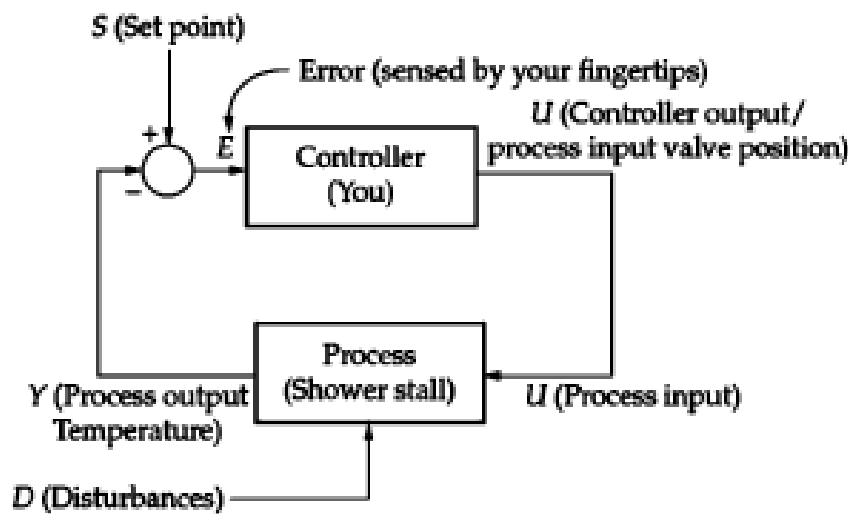 S (Set point)
Error (sensed by your fingertips)
U (Controller output/
process input valve position)
+
E
−
Controller
(You)
Process
(Shower stall)
Y (Process output
Temperature)
U (Process input)
D (Disturbances)